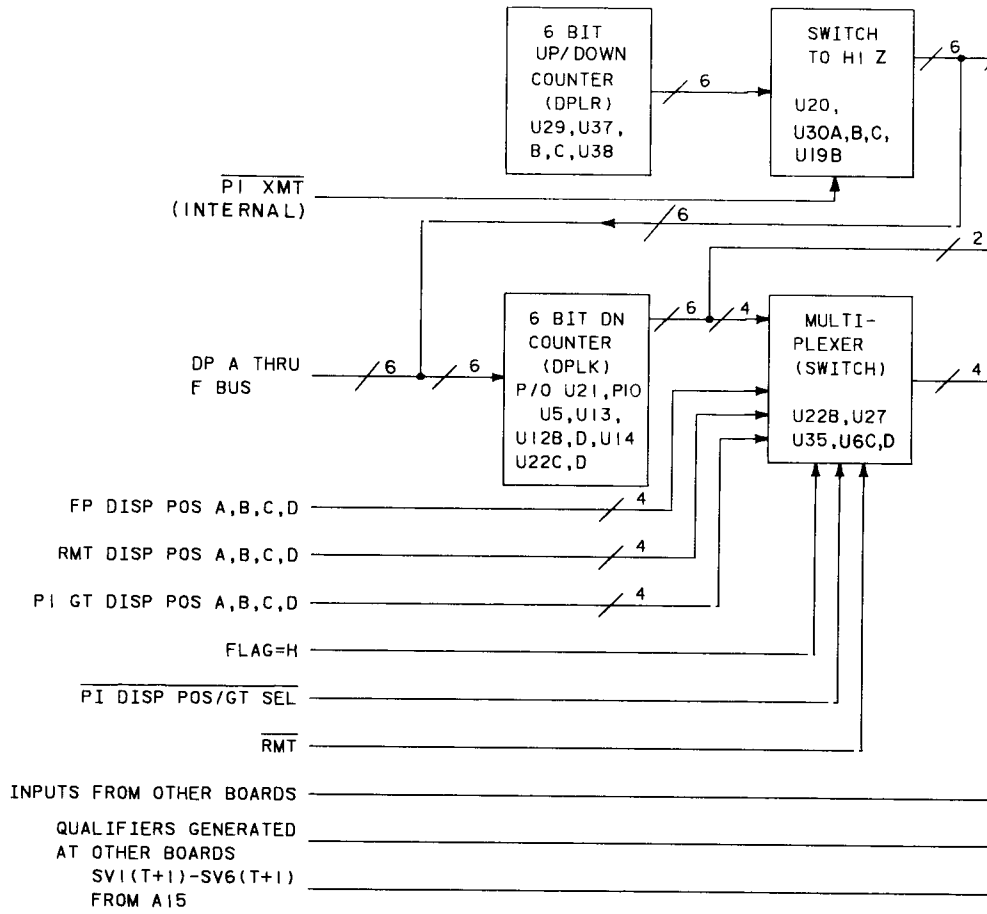 6 BIT
UP/DOWN
COUNTER
(DPLR)
U29,U37,
B,C,U38
6
SWITCH
TO HI Z
U20,
U30A,B,C,
U19B
6
PI XMT
(INTERNAL)
6
2
DP A THRU
F BUS
6
6
6 BIT DN
COUNTER
(DPLK)
P/O U21,P10
U5,U13,
U12B,D,U14
U22C,D
6
4
MULTI-
PLEXER
(SWITCH)
U22B,U27
U35,U6C,D
4
FP DISP POS A,B,C,D
4
RMT DISP POS A,B,C,D
4
PI GT DISP POS A,B,C,D
4
FLAG=H
PI DISP POS/GT SEL
RMT
INPUTS FROM OTHER BOARDS
QUALIFIERS GENERATED
AT OTHER BOARDS
SV1(T+1)-SV6(T+1)
FROM A15